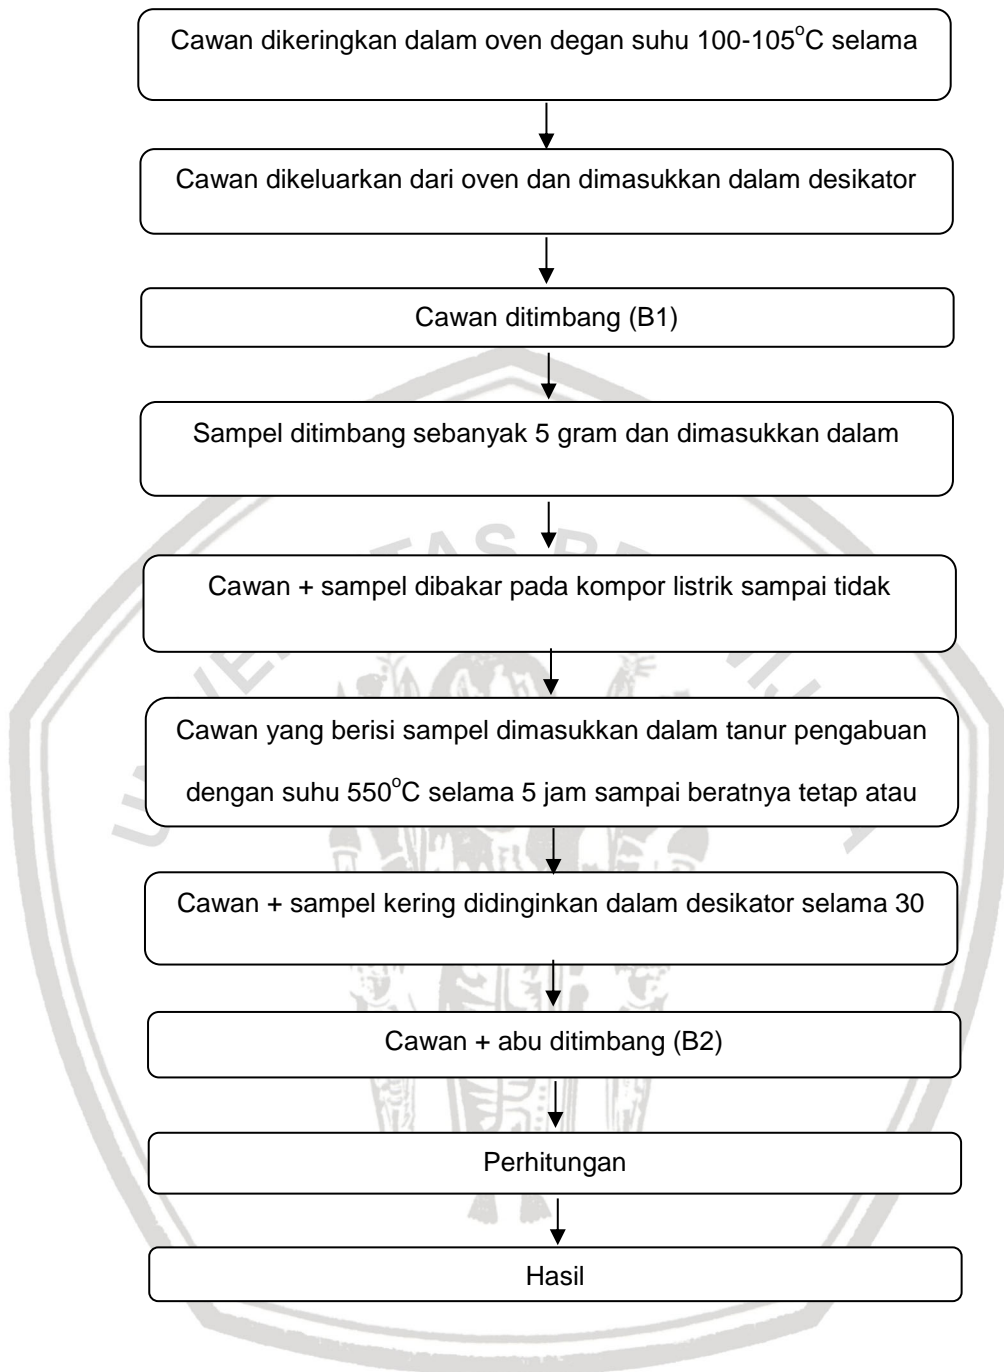 Cawan dikeringkan dalam oven degan suhu 100-105°C selama
Cawan dikeluarkan dari oven dan dimasukkan dalam desikator
Cawan ditimbang (B1)
Sampel ditimbang sebanyak 5 gram dan dimasukkan dalam
Cawan + sampel dibakar pada kompor listrik sampai tidak
Cawan yang berisi sampel dimasukkan dalam tanur pengabuan
dengan suhu 550°C selama 5 jam sampai beratnya tetap atau
Cawan + sampel kering didinginkan dalam desikator selama 30
Cawan + abu ditimbang (B2)
Perhitungan
Hasil